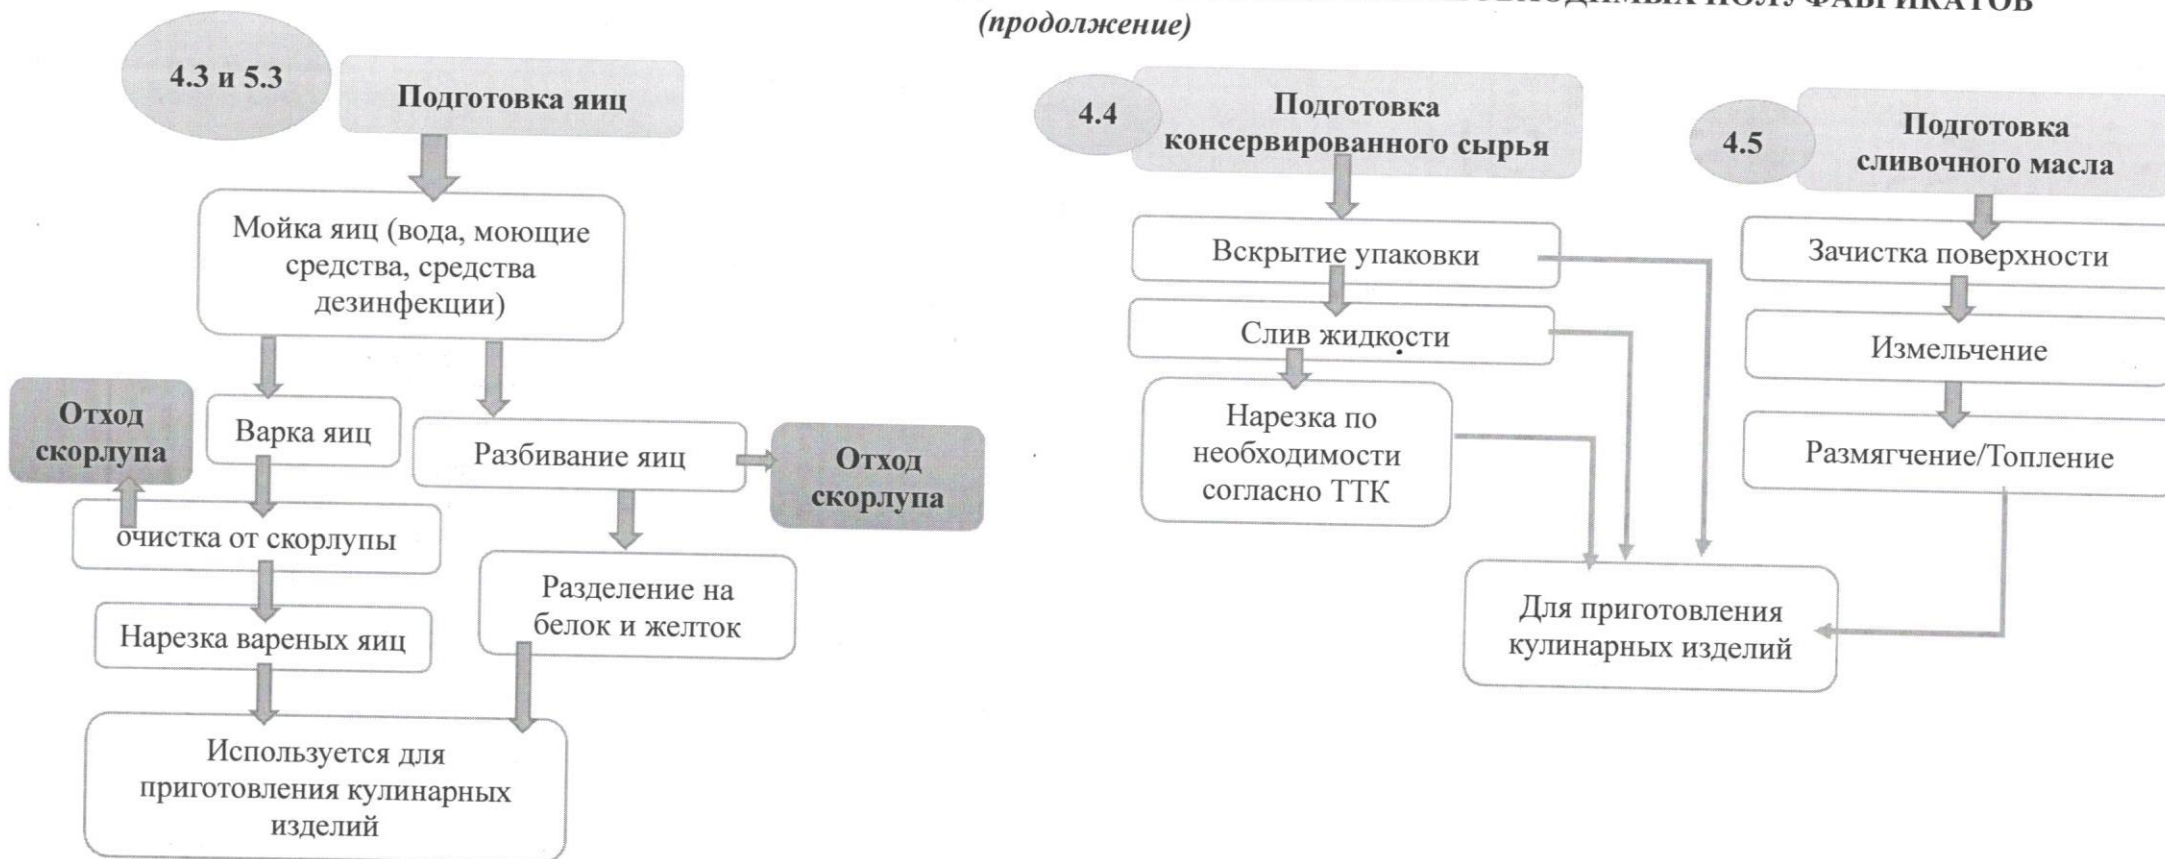 ПОЛУФАБРИКАТОВ
(продолжение)
4.3 и 5.3
Подготовка яиц
Мойка яиц (вода, моющие
средства, средства
дезинфекции)
Отход
скорлупа
Варка яиц
Разбивание яиц
Отход
скорлупа
очистка от скорлупы
Нарезка вареных яиц
Разделение на
белок и желток
Используется для
приготовления кулинарных
изделий
4.4
Подготовка
консервированного сырья
Вскрытие упаковки
Слив жидкости
Нарезка по
необходимости
согласно ТТК
4.5
Подготовка
сливочного масла
Зачистка поверхности
Измельчение
Размягчение/Топление
Для приготовления
кулинарных изделий